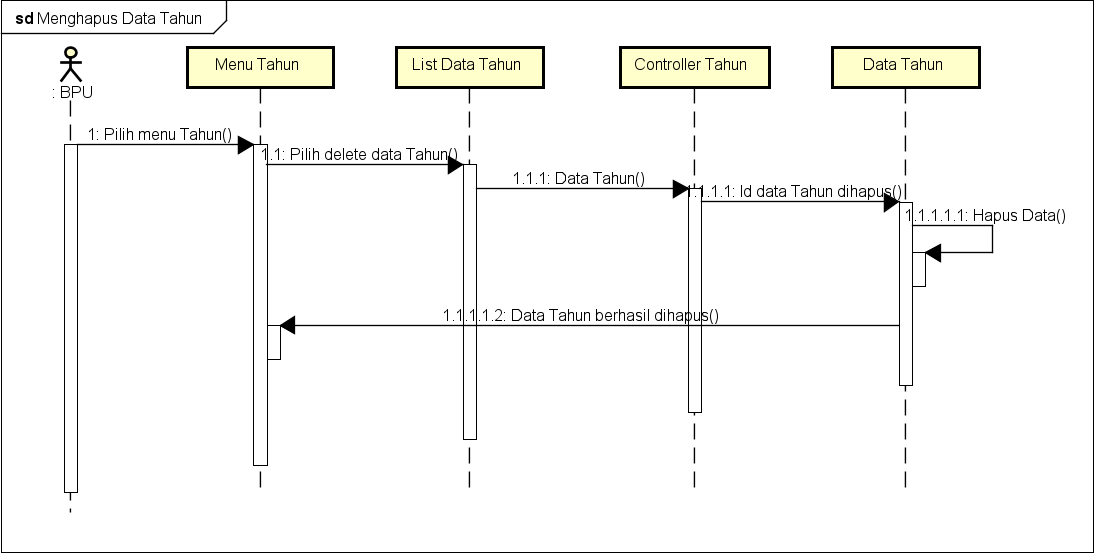 sd Menghapus Data Tahun
: BPU
Menu Tahun
List Data Tahun
Controller Tahun
Data Tahun
1: Pilih menu Tahun()
1.1: Pilih delete data Tahun()
1.1.1: Data Tahun()
1.1.1.1: Id data Tahun dihapus()
1.1.1.1.1: Hapus Data()
1.1.1.1.2: Data Tahun berhasil dihapus()